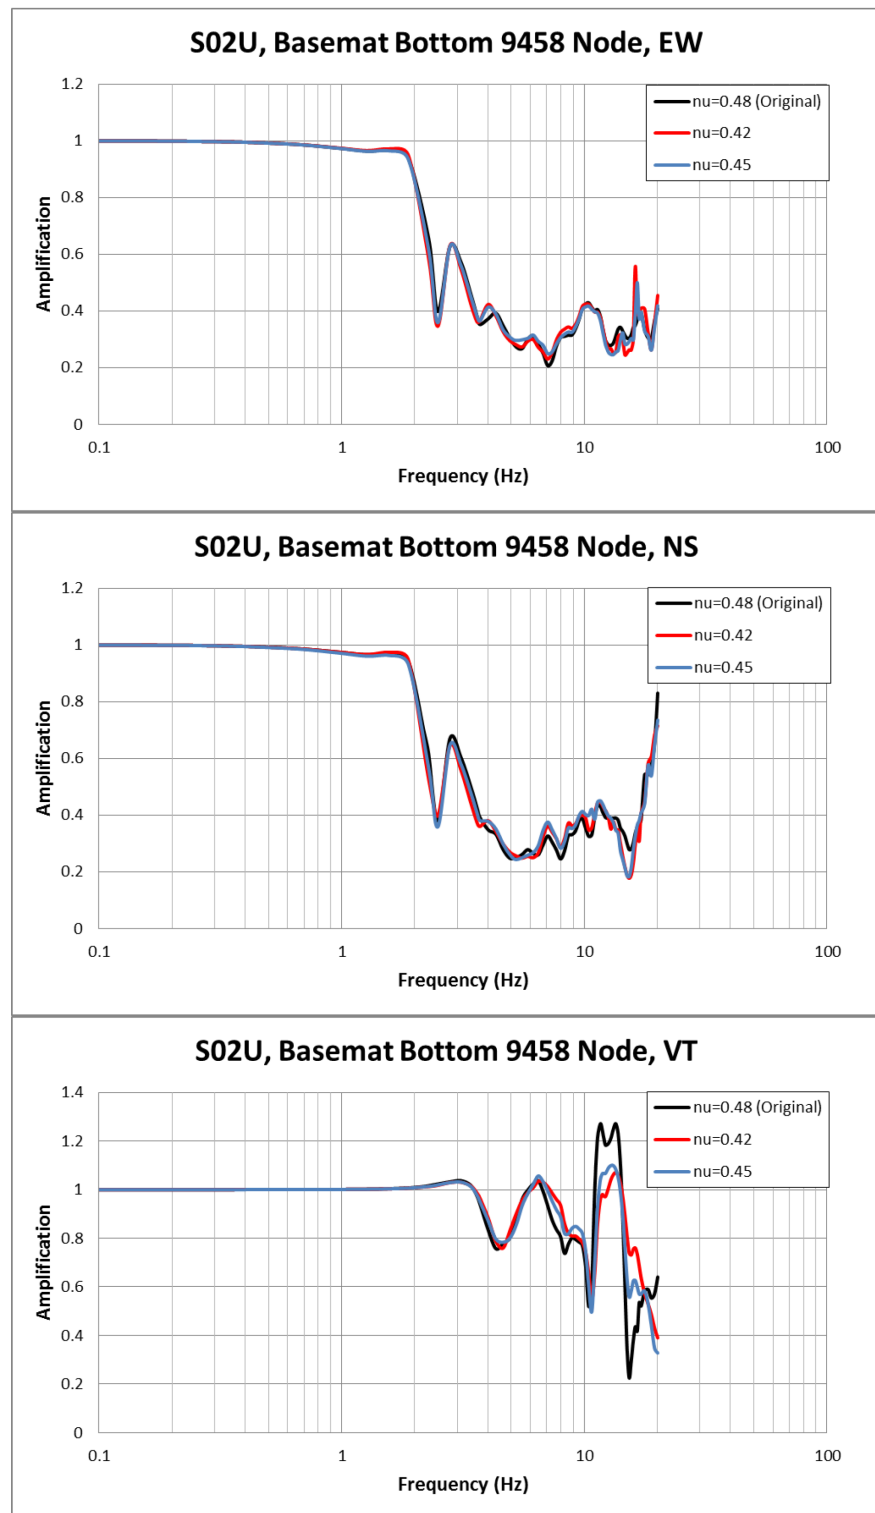 S02U, Basemat Bottom 9458 Node, EW
1.2
1
0.8
0.6
0.4
0.2
0
Amplification
0.1
1
10
100
Frequency (Hz)
nu=0.48 (Original)
nu=0.42
nu=0.45
S02U, Basemat Bottom 9458 Node, NS
1.2
1
0.8
0.6
0.4
0.2
0
Amplification
0.1
1
10
100
Frequency (Hz)
nu=0.48 (Original)
nu=0.42
nu=0.45
S02U, Basemat Bottom 9458 Node, VT
1.4
1.2
1.0
0.8
0.6
0.4
0.2
0
Amplification
0.1
1
10
100
Frequency (Hz)
nu=0.48 (Original)
nu=0.42
nu=0.45